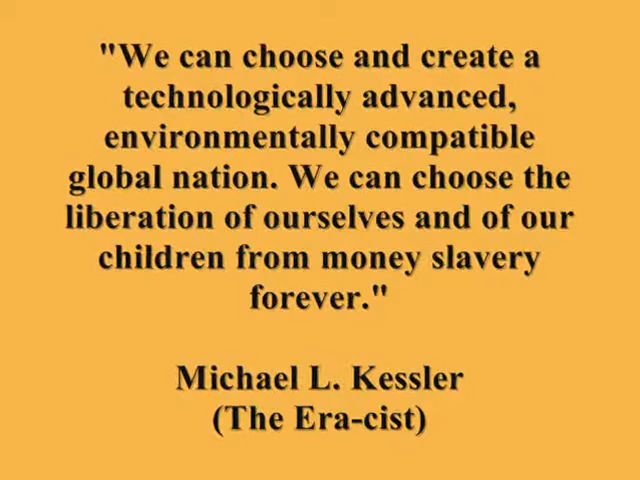 "We can choose and create a
technologically advanced,
environmentally compatible
global nation. We can choose the
liberation of ourselves and of our
children from money slavery
forever."
Michael L. Kessler
(The Era-cist)